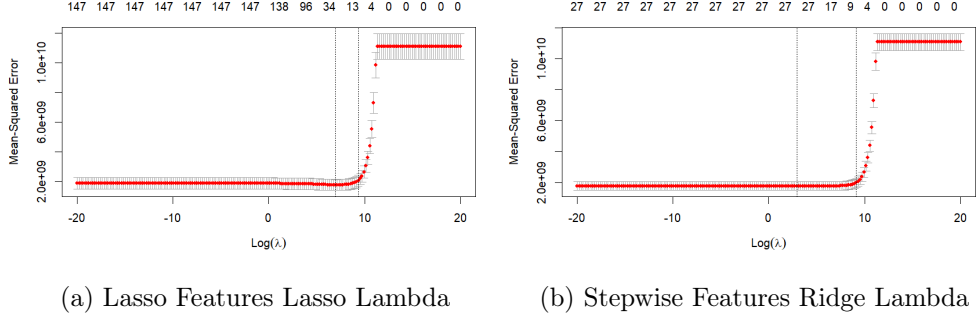 147 147 147 147 147 147 147 138 96 34 13 4 0 0 0 0
Mean-Squared Error
2.0e+09 6.0e+09 1.0e+10
-20 -10 0 10 20
Log(λ)
(a) Lasso Features Lasso Lambda
27 27 27 27 27 27 27 27 27 27 17 9 4 0 0 0 0 0
Mean-Squared Error
2.0e+09 6.0e+09 1.0e+10
-20 -10 0 10 20
Log(λ)
(b) Stepwise Features Ridge Lambda